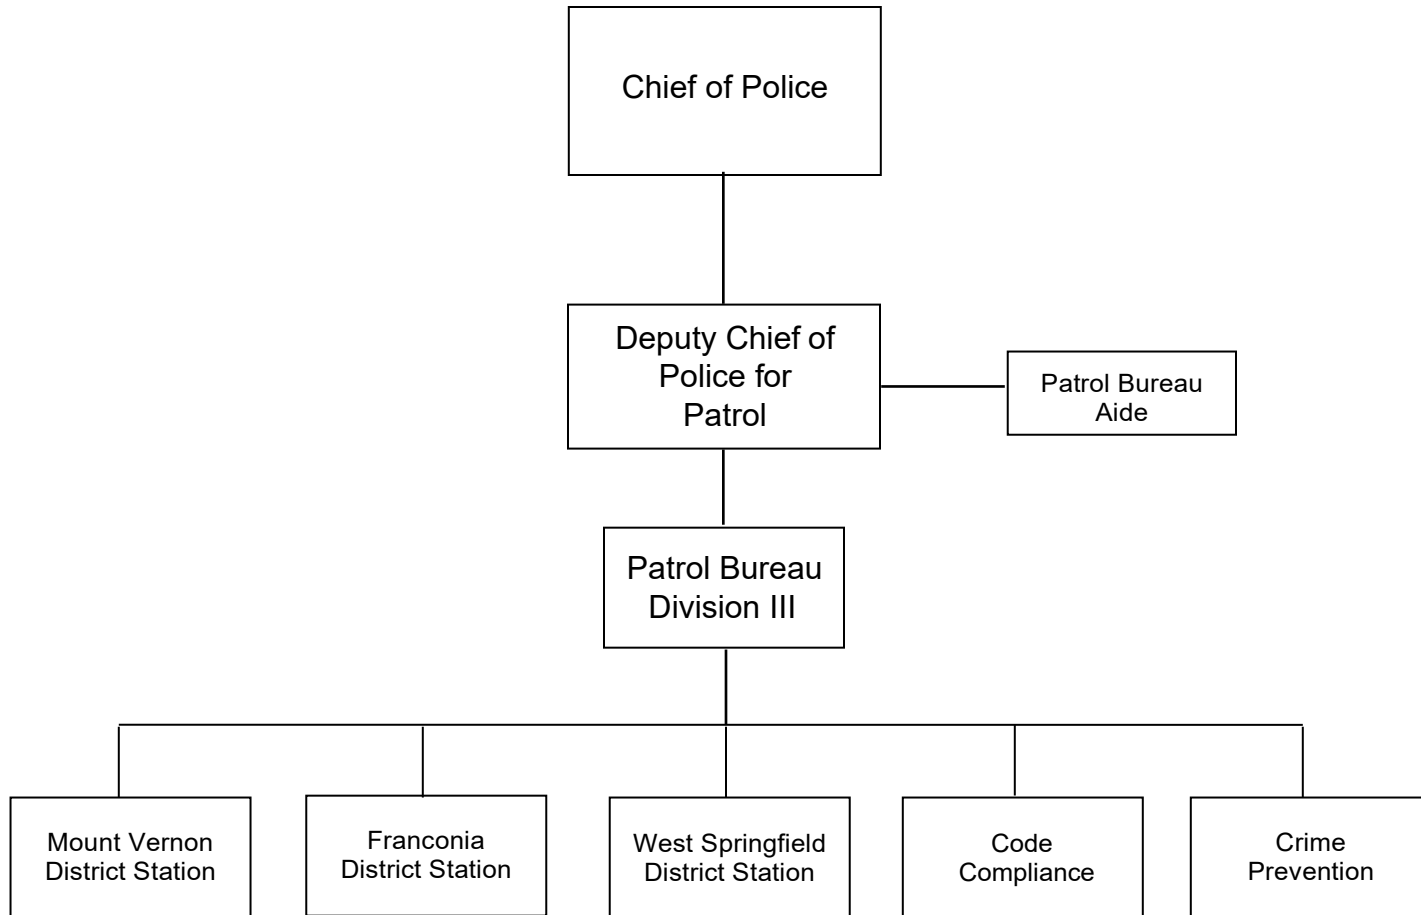 Chief of Police
Deputy Chief of
Police for
Patrol
Patrol Bureau
Aide
Patrol Bureau
Division III
Mount Vernon
District Station
Franconia
District Station
West Springfield
District Station
Code
Compliance
Crime
Prevention